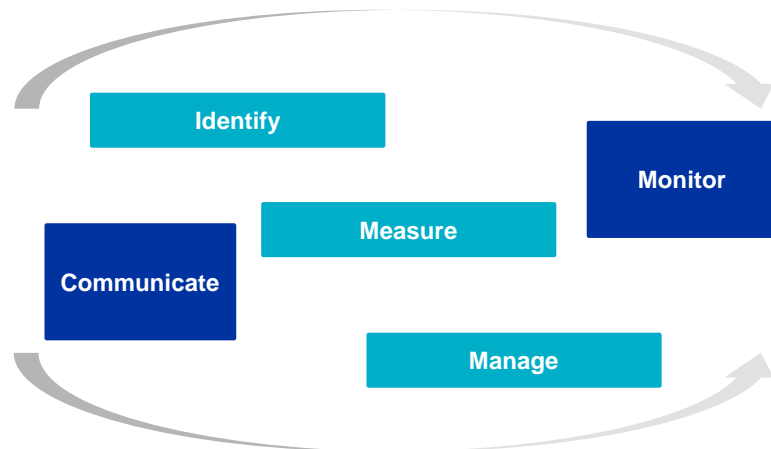 Identify
Monitor
Measure
Communicate
Manage